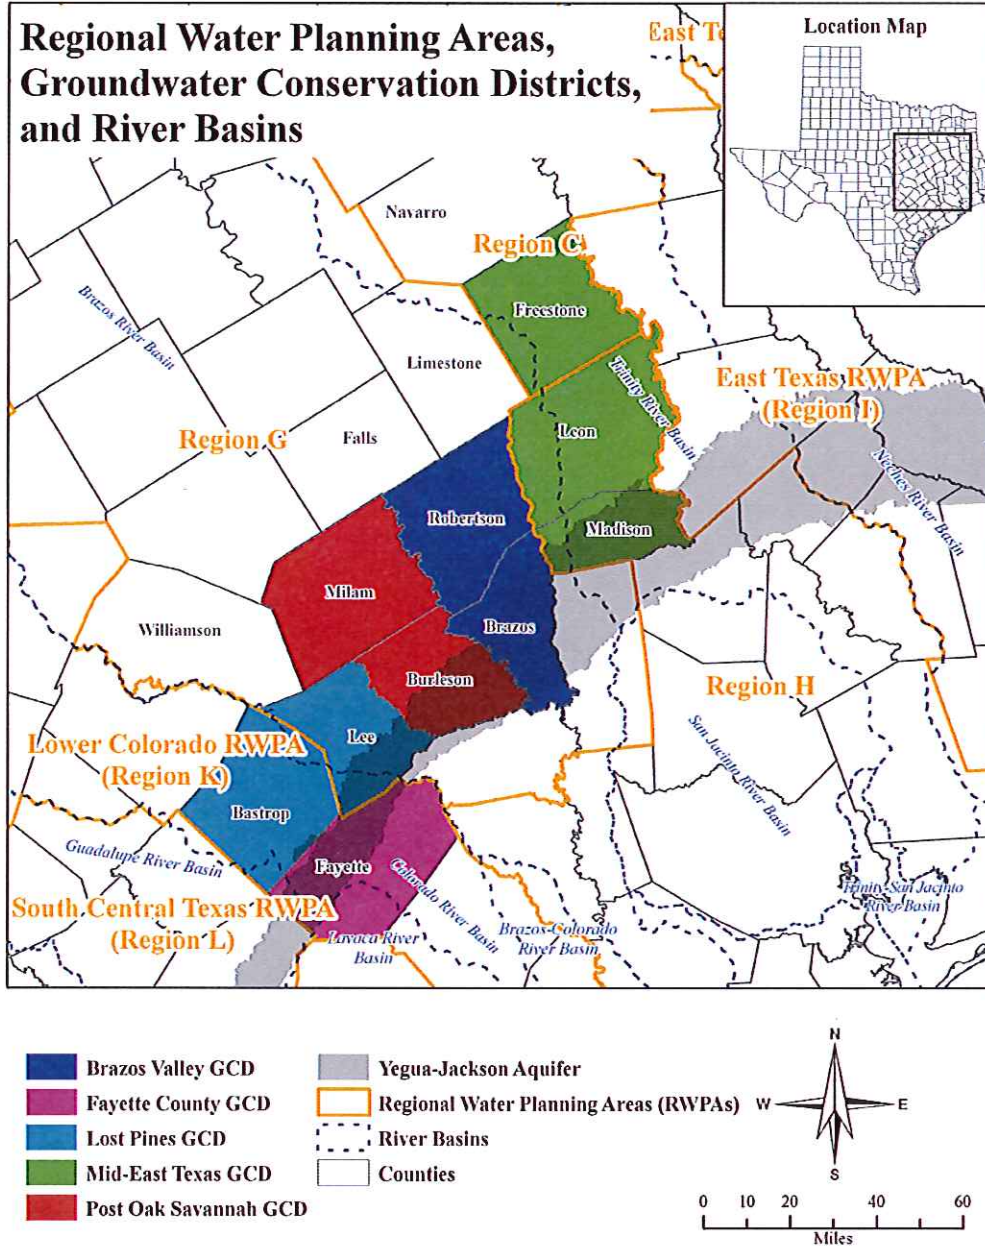 Regional Water Planning Areas,
Groundwater Conservation Districts,
and River Basins
East Te
Location Map
Navarro
Region C
Freestone
Brazos River Basin
Limestone
Trinity River Basin
East Texas RWPA
(Region I)
Region G
Falls
Leon
Neches River Basin
Robertson
Madison
Milam
Williamson
Brazos
Burleson
Region H
Lee
Lower Colorado RWPA
(Region K)
San Jacinto River Basin
Bastrop
Guadalupe River Basin
Fayette
Colorado River Basin
Trinity-San Jacinto
River Basin
South Central Texas RWPA
(Region L)
Lavaca River
Basin
Brazos-Colorado
River Basin
Brazos Valley GCD
Fayette County GCD
Lost Pines GCD
Mid-East Texas GCD
Post Oak Savannah GCD
Yegua-Jackson Aquifer
Regional Water Planning Areas (RWPAs)
River Basins
Counties
N
W
E
S
0 10 20 40 60
Miles